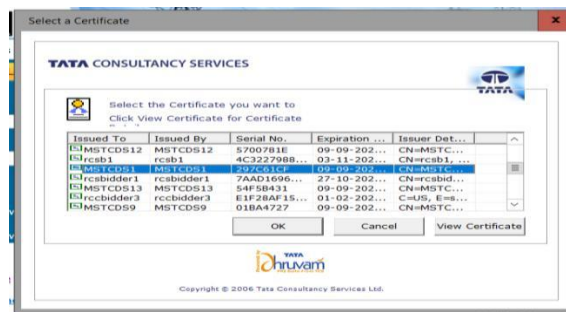 Select a Certificate
x
TATA CONSULTANCY SERVICES
TATA
Select the Certificate you want to
Click View Certificate for Certificate
Issued To Issued By Serial No. Expiration ... Issuer Det...
MSTCDS12 MSTCDS12 5700781E 09-09-202... CN=MSTC...
rcsb1 rcsb1 4C3227988... 03-11-202... CN=rcsb1, ...
MSTCDS1 MSTCDS1 297C61CF 09-09-202... CN=MSTC...
rcsbidder1 rcsbidder1 7AAD1696... 27-10-202... CN=rcsbid...
MSTCDS13 MSTCDS13 54F5B431 09-09-202... CN=MSTC...
rccbidder3 rccbidder3 E1F28AF15... 01-02-202... C=US, E=s...
MSTCDS9 MSTCDS9 01BA4727 09-09-202... CN=MSTC...
OK Cancel View Certificate
TATA
Dhruvam
Copyright © 2006 Tata Consultancy Services Ltd.